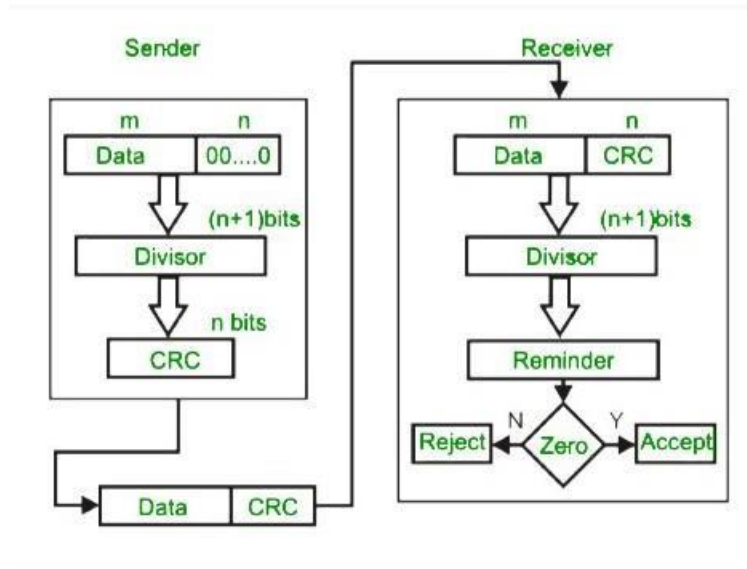 Sender
m n
Data 00....0
(n+1)bits
Divisor
n bits
CRC
Data CRC
Receiver
m n
Data CRC
(n+1)bits
Divisor
Reminder
N Y
Reject Zero Accept